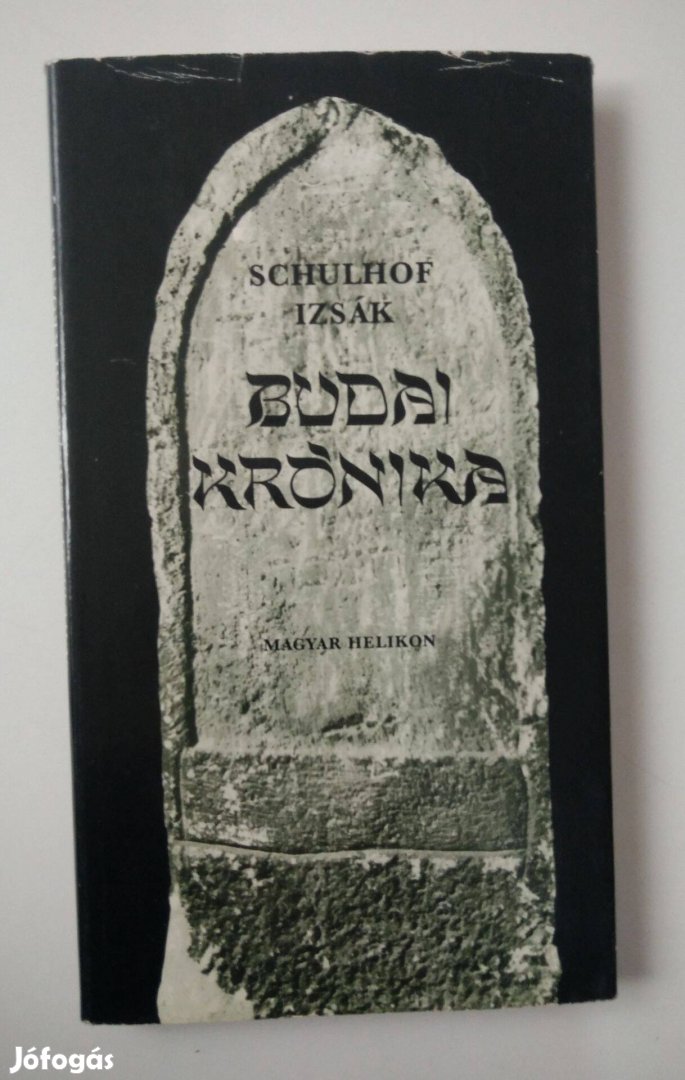 SCHULHOF
IZSÁK
BUDAI
KRÓNIKA
MAGYAR HELIKON
Jófogás